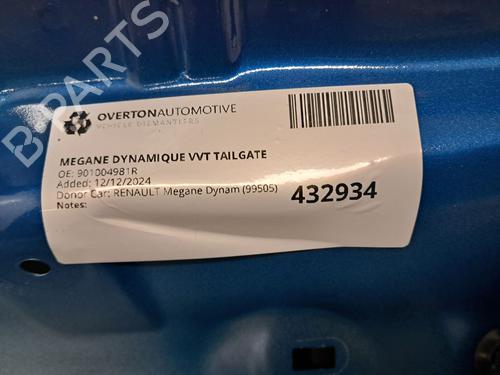 B PARTS
OVERTONAUTOMOTIVE
VEHICLE DISMANTLERS
MEGANE DYNAMIQUE VVT TAILGATE
OE: 901004981R
Added: 12/12/2024
Donor Car: RENAULT Megane Dynam (99505)
Notes:
432934